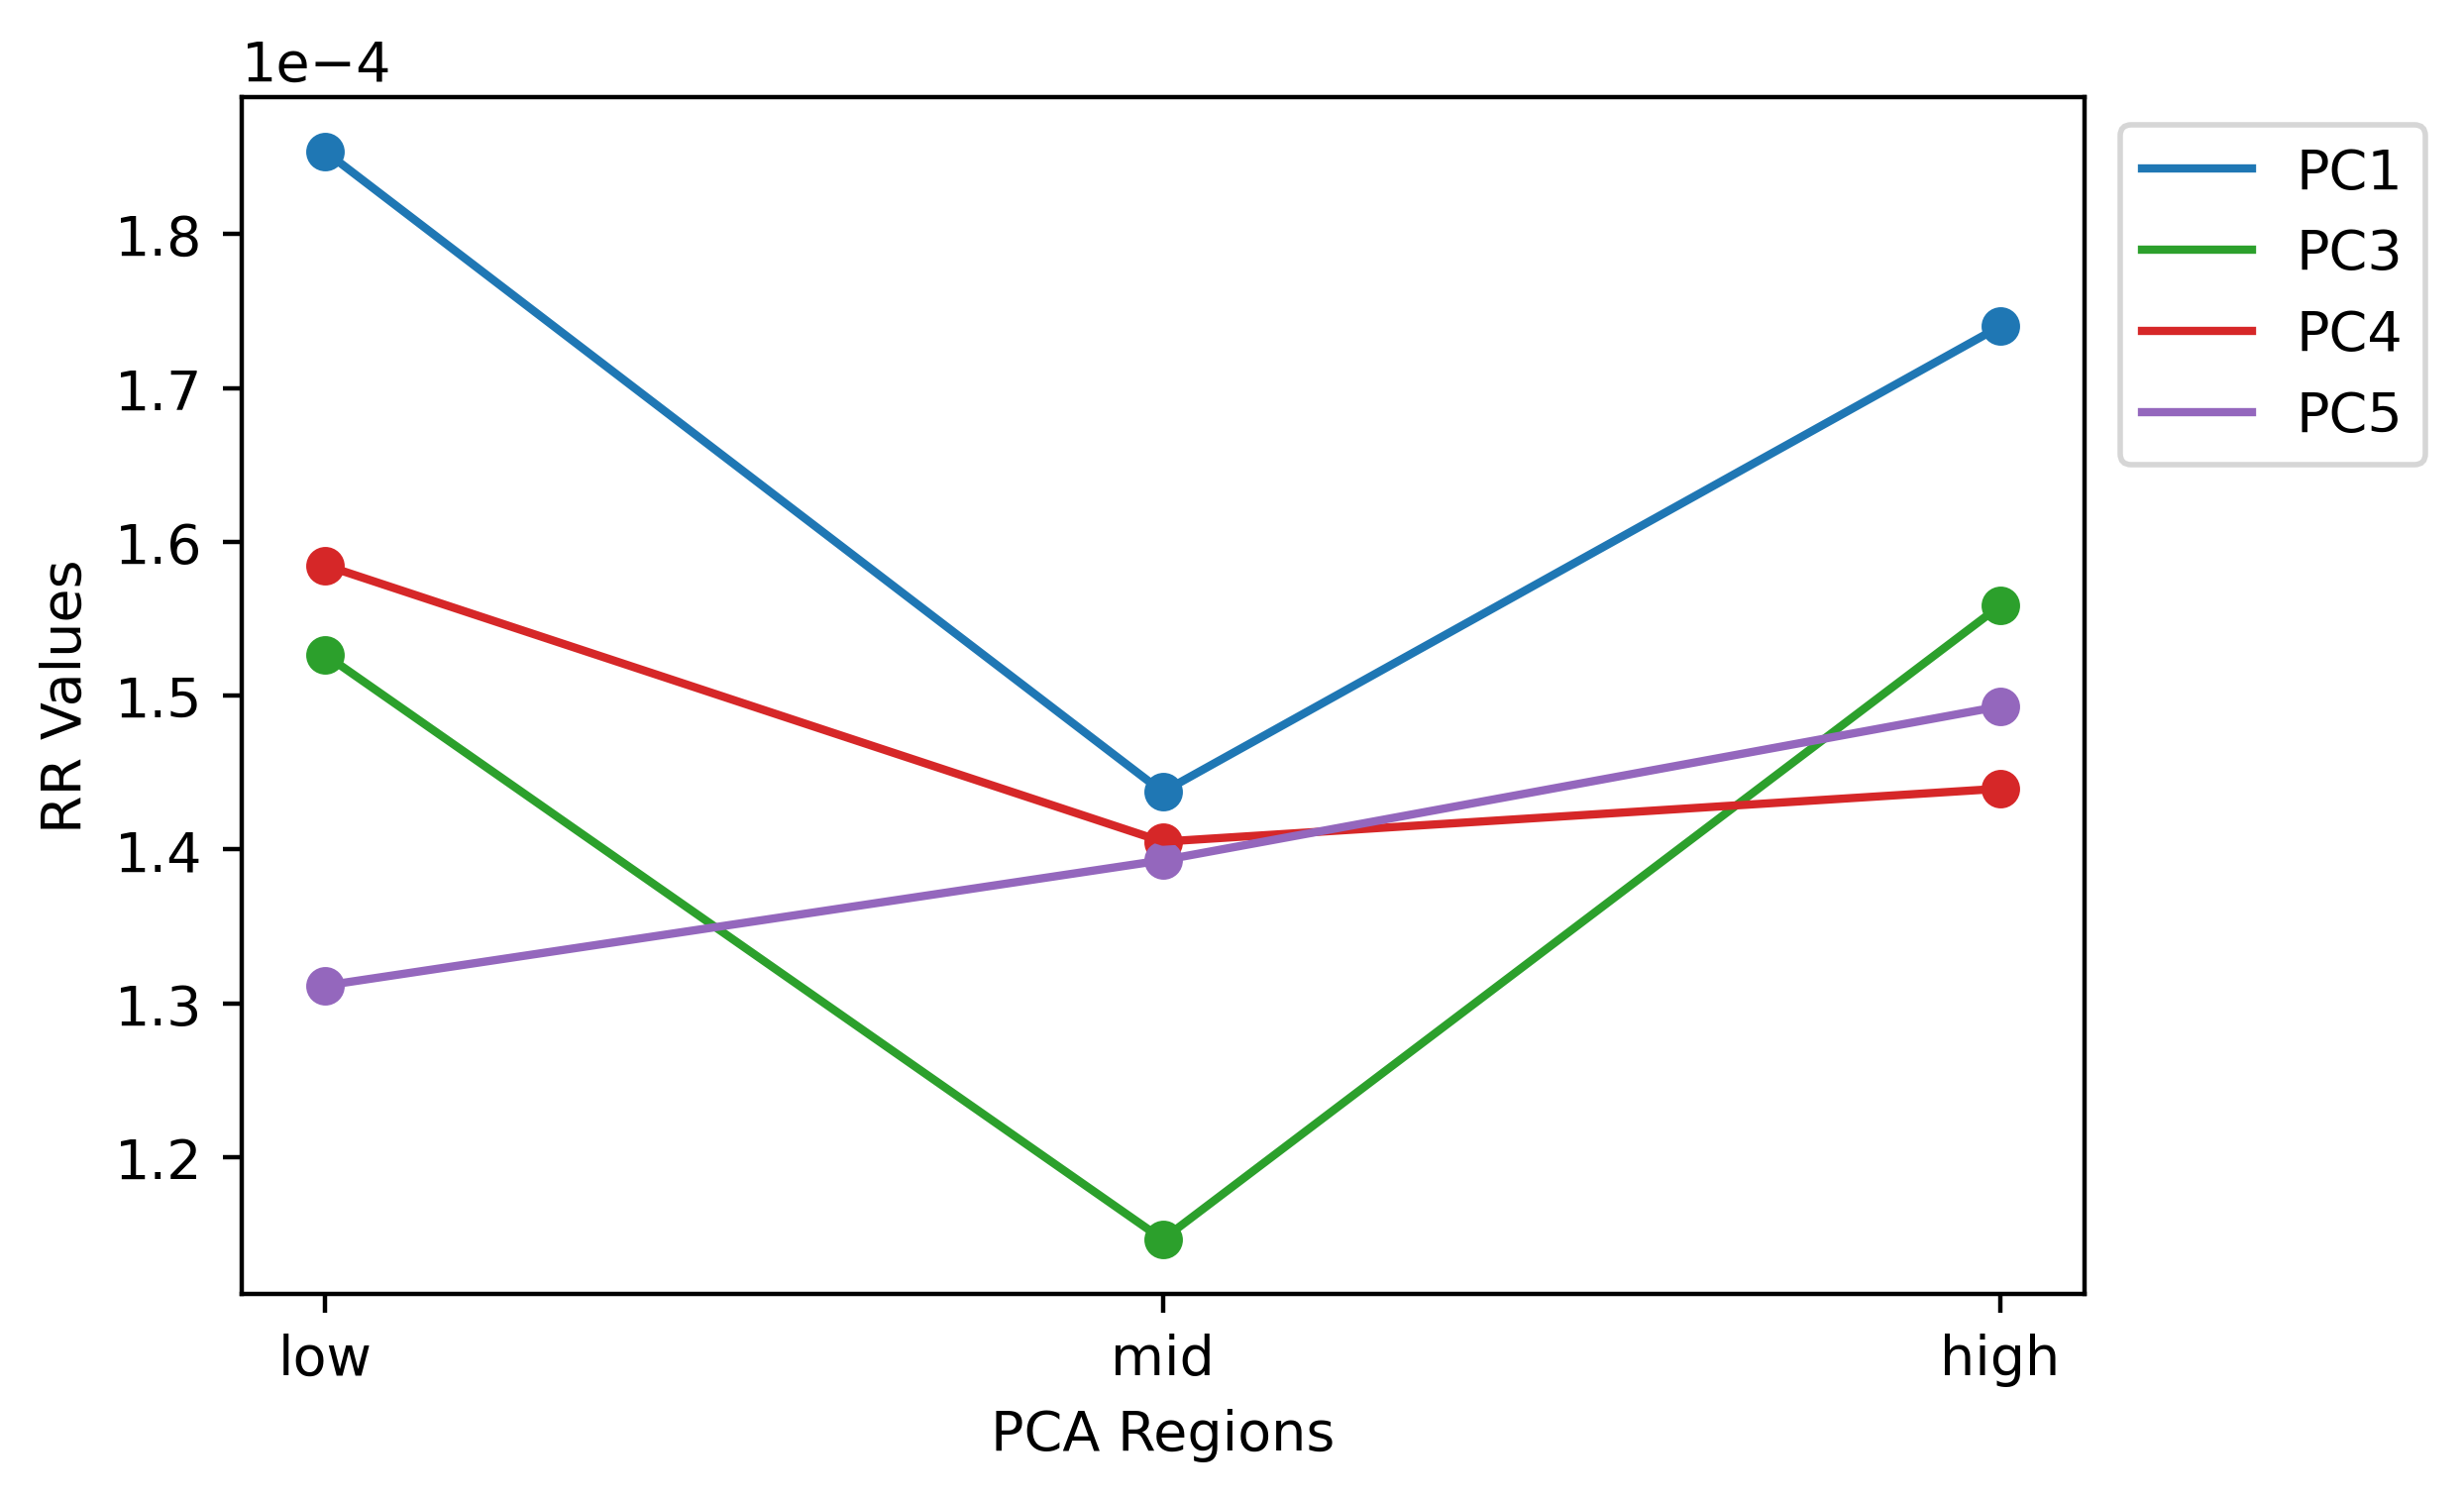 1e−4
1.8
1.7
1.6
1.5
1.4
1.3
1.2
RR Values
low
mid
high
PCA Regions
PC1
PC3
PC4
PC5